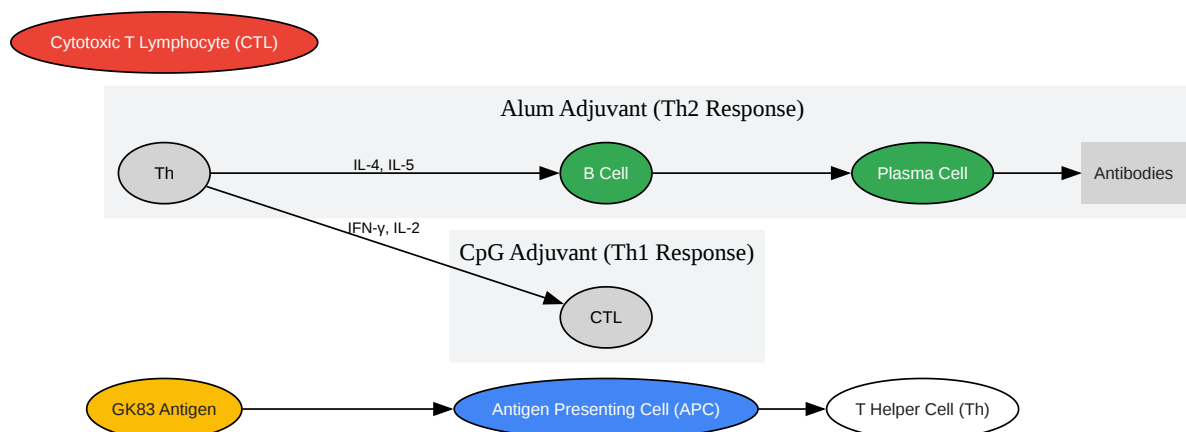 Cytotoxic T Lymphocyte (CTL)
Alum Adjuvant (Th2 Response)
Th
IL-4, IL-5
B Cell
Plasma Cell
Antibodies
IFN-γ, IL-2
CpG Adjuvant (Th1 Response)
CTL
GK83 Antigen
Antigen Presenting Cell (APC)
T Helper Cell (Th)